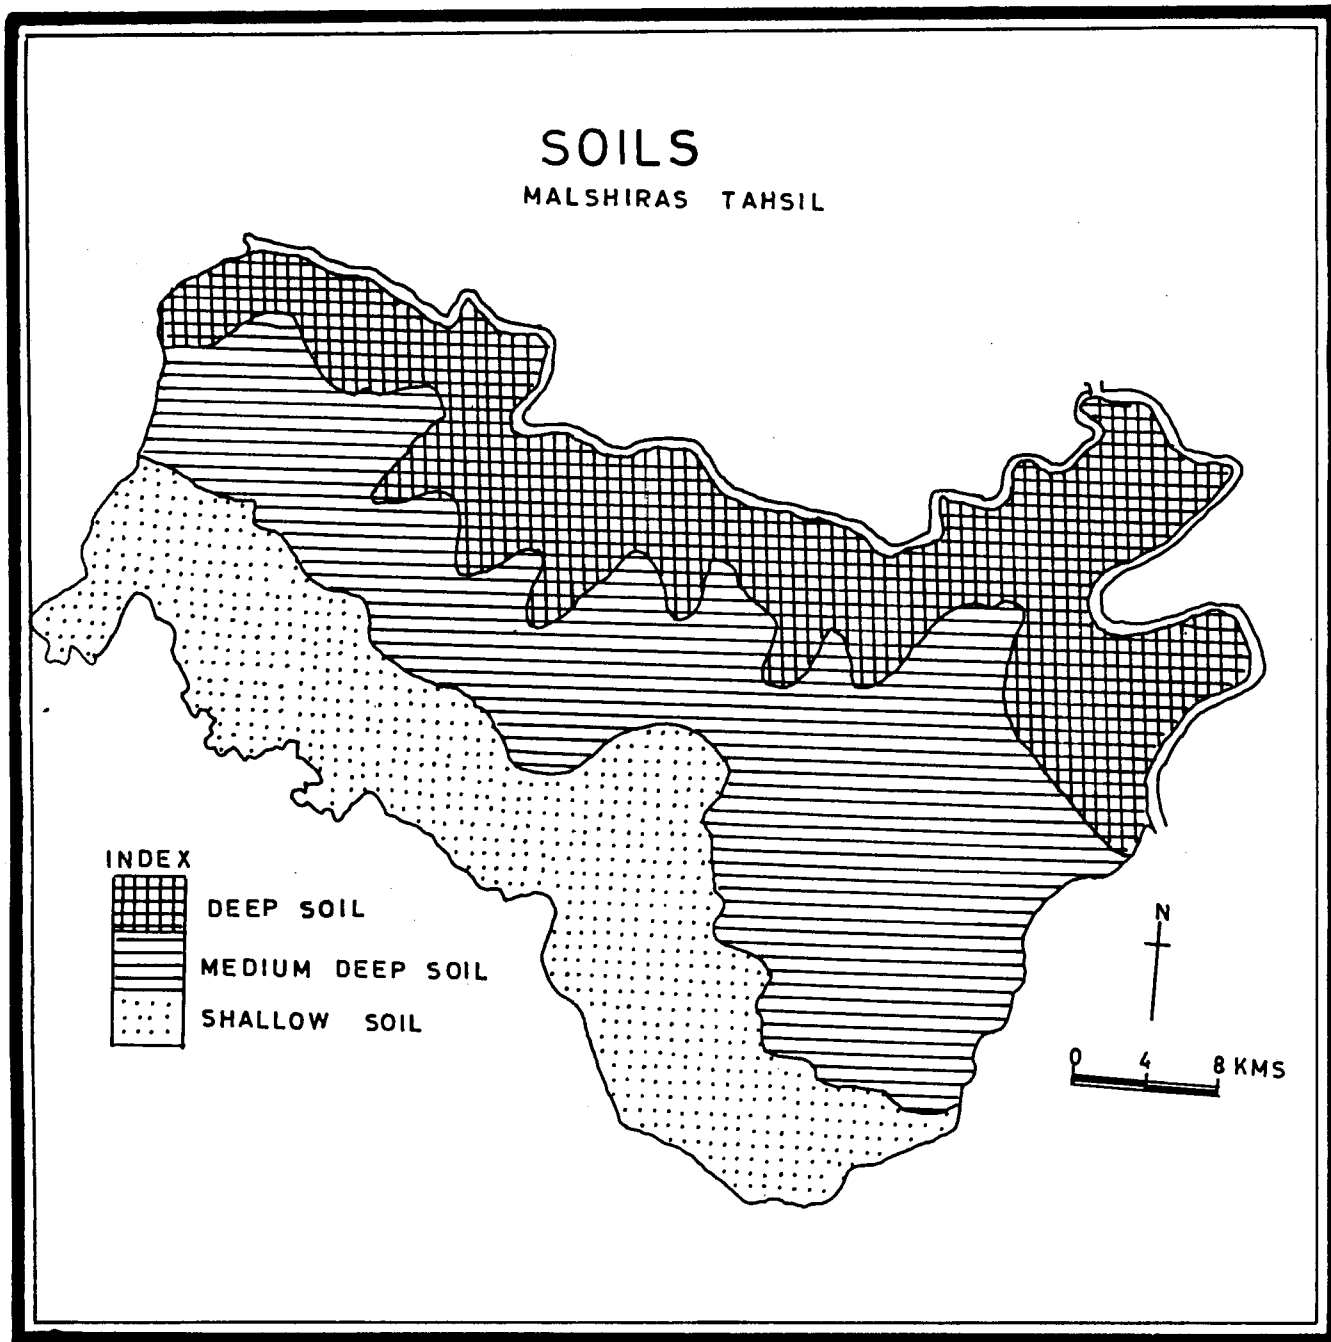 SOILS
MALSHIRAS TAHSIL
INDEX
DEEP SOIL
MEDIUM DEEP SOIL
SHALLOW SOIL
N
0 4 8 KMS